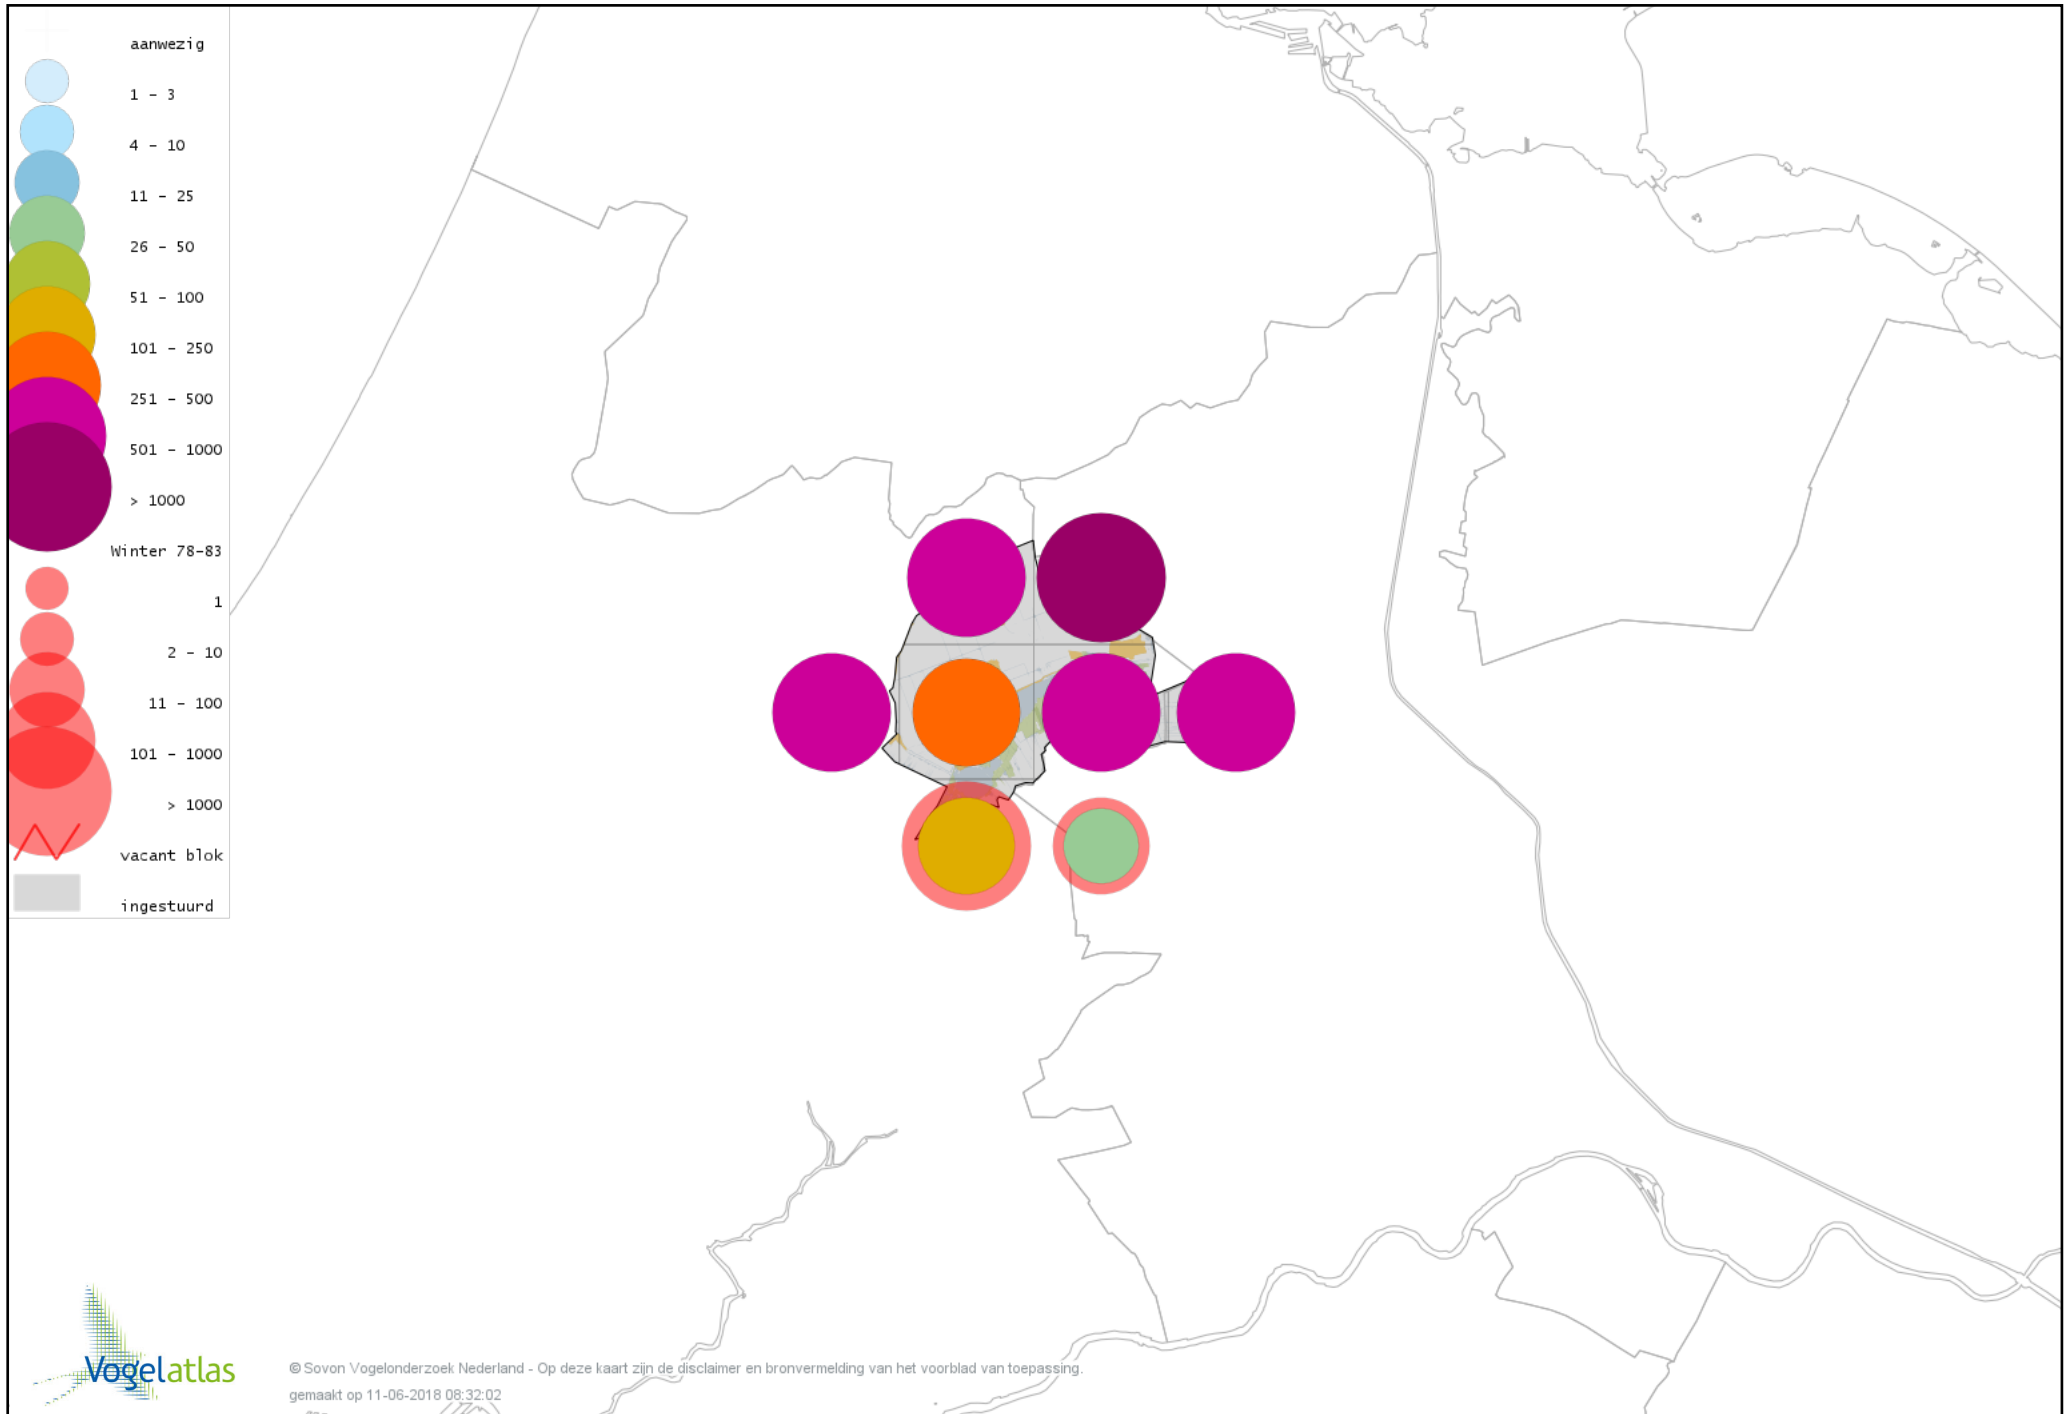 aanwezig
1 - 3
4 - 10
11 - 25
26 - 50
51 - 100
101 - 250
251 - 500
501 - 1000
> 1000
Winter 78-83
1
2 - 10
11 - 100
101 - 1000
> 1000
vacant blok
ingestuurd
Vogelatlas
© Sovon Vogelonderzoek Nederland - Op deze kaart zijn de disclaimer en bronvermelding van het voorblad van toepassing.
gemaakt op 11-06-2018 08:32:02